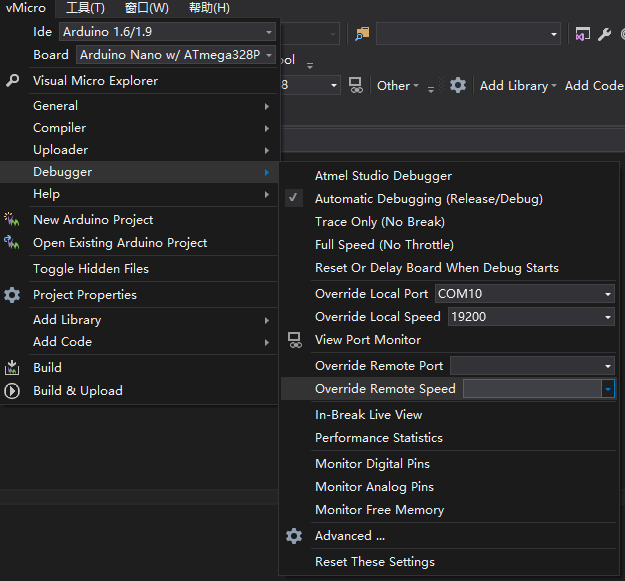 vMicro 工具(T) 窗口(W) 帮助(H)
Ide Arduino 1.6/1.9
Board Arduino Nano w/ ATmega328P
Visual Micro Explorer
General
Compiler
Uploader
Debugger
Help
New Arduino Project
Open Existing Arduino Project
Toggle Hidden Files
Project Properties
Add Library
Add Code
Build
Build & Upload
ool
8 Other Add Library Add Code
Atmel Studio Debugger
Automatic Debugging (Release/Debug)
Trace Only (No Break)
Full Speed (No Throttle)
Reset Or Delay Board When Debug Starts
Override Local Port COM10
Override Local Speed 19200
View Port Monitor
Override Remote Port
Override Remote Speed
In-Break Live View
Performance Statistics
Monitor Digital Pins
Monitor Analog Pins
Monitor Free Memory
Advanced ...
Reset These Settings